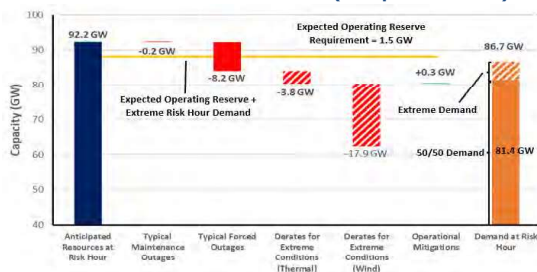 Expected Operating Reserve
Requirement = 1.5 GW
100
90
80
70
60
50
40
Capacity (GW)
92.2 GW
-0.2 GW
-8.2 GW
-3.8 GW
-17.9 GW
+0.3 GW
86.7 GW
Expected Operating Reserve +
Extreme Risk Hour Demand
Extreme Demand
50/50 Demand
81.4 GW
Anticipated
Resources at
Risk Hour
Typical
Maintenance
Outages
Typical Forced
Outages
Derates for
Extreme
Conditions
(Thermal)
Derates for
Extreme
Conditions
(Wind)
Operational
Mitigations
Demand at Risk
Hour